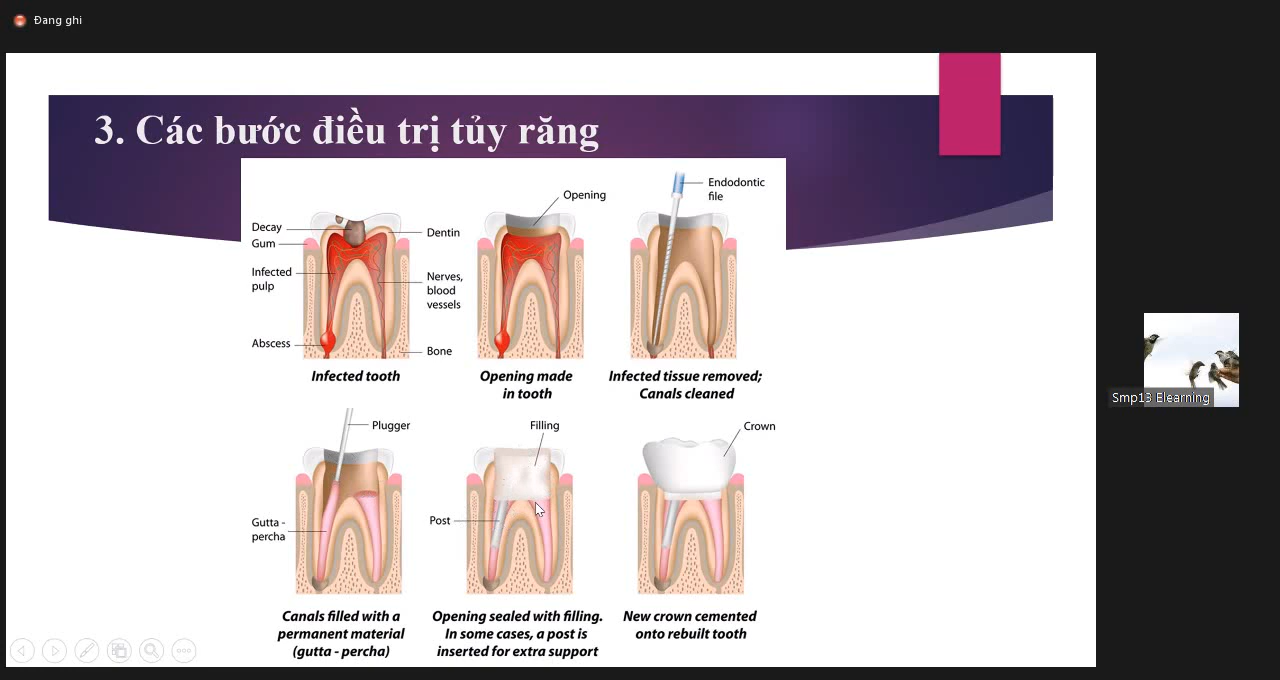 Đang ghi
3. Các bước điều trị tủy răng
Decay
Gum
Infected
pulp
Abscess
Dentin
Nerves,
blood
vessels
Bone
Infected tooth
Opening
Opening made
in tooth
Endodontic
file
Infected tissue removed;
Canals cleaned
Plugger
Gutta -
percha
Canals filled with a
permanent material
(gutta - percha)
Filling
Post
Opening sealed with filling.
In some cases, a post is
inserted for extra support
Crown
New crown cemented
onto rebuilt tooth
Smp13 Elearning